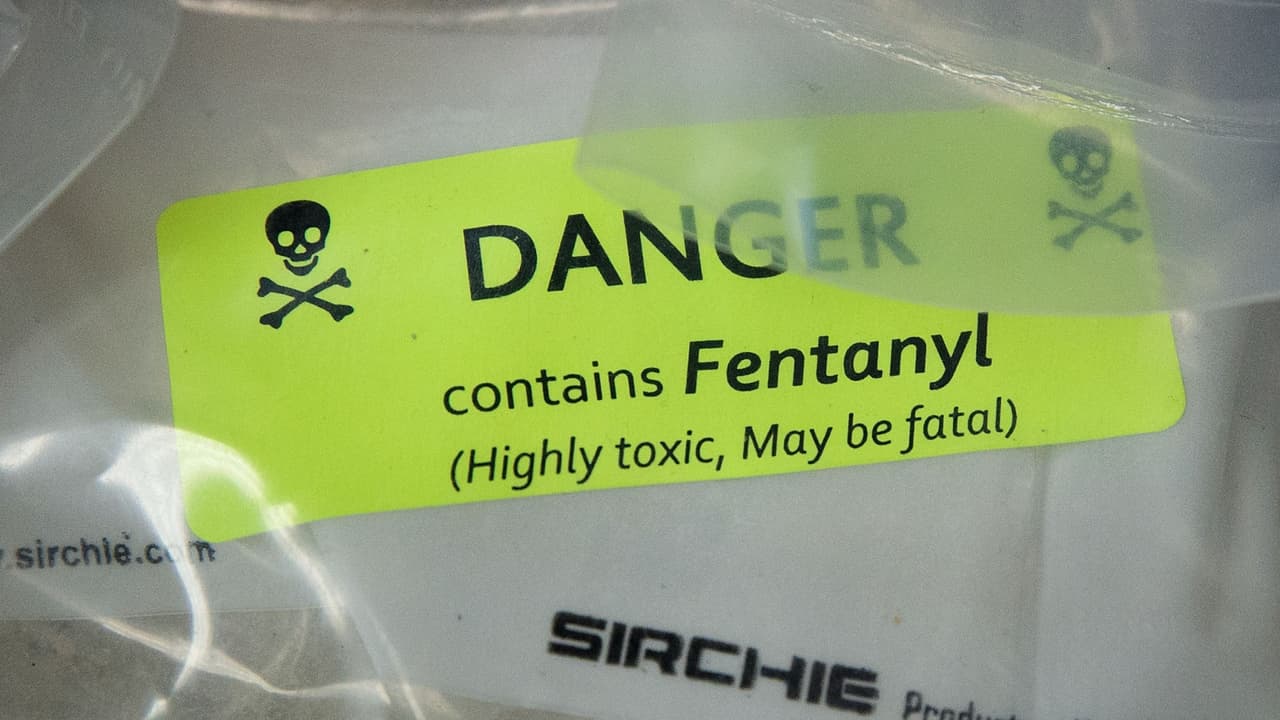 DANGER
contains Fentanyl
(Highly toxic, May be fatal)
.sirchie.com
SIRCHIE